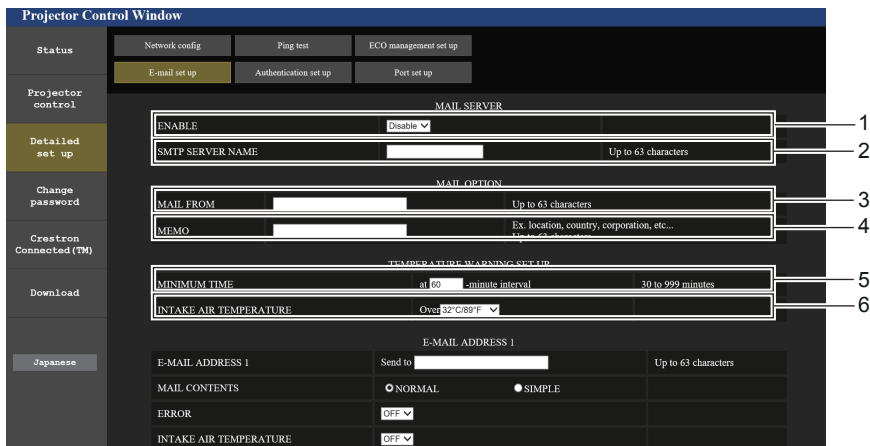 Projector Control Window
Status
Projector
control
Detailed
set up
Change
password
Crestron
Connected(TM)
Download
Japanese
Network config Ping test ECO management set up
E-mail set up Authentication set up Port set up
MAIL SERVER
ENABLE Disable 1
SMTP SERVER NAME Up to 63 characters 2
MAIL OPTION
MAIL FROM Up to 63 characters 3
MEMO Ex. location, country, corporation, etc... 4
Up to 63 characters
TEMPERATURE WARNING SET UP
MINIMUM TIME at 60 -minute interval 30 to 999 minutes 5
INTAKE AIR TEMPERATURE Over 32°C/89°F 6
E-MAIL ADDRESS 1
E-MAIL ADDRESS 1 Send to Up to 63 characters
MAIL CONTENTS NORMAL SIMPLE
ERROR OFF
INTAKE AIR TEMPERATURE OFF